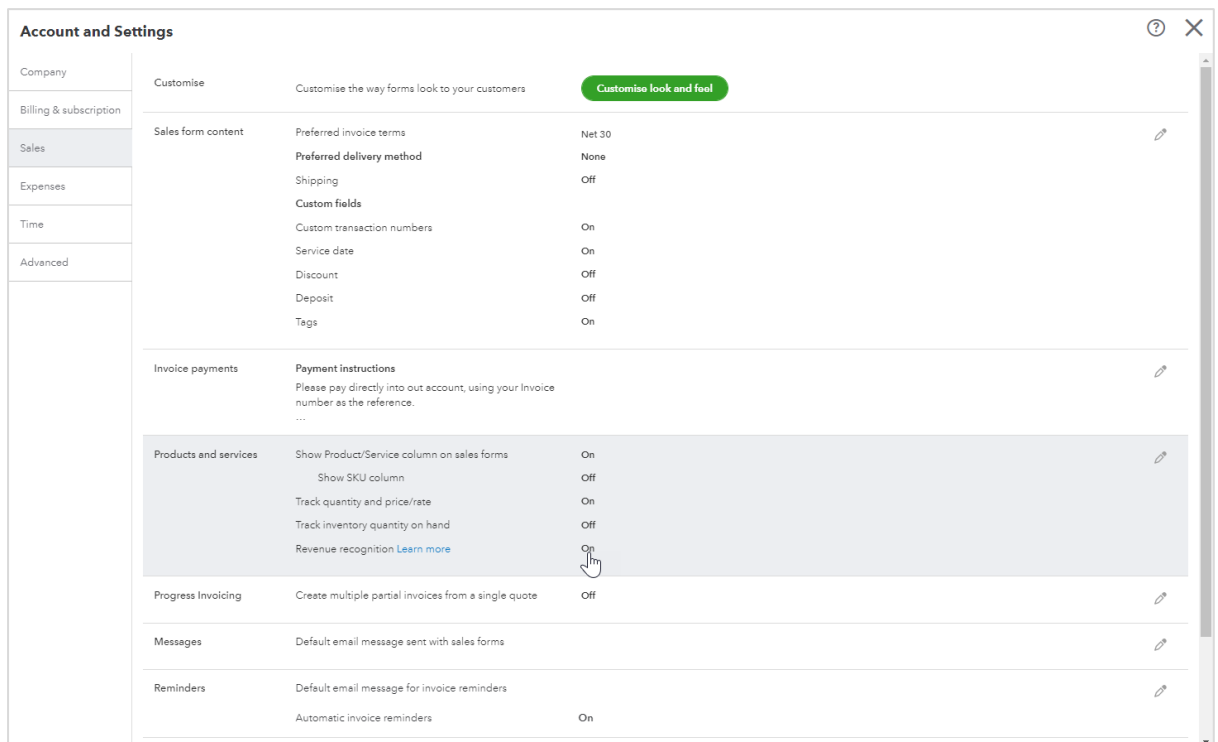 Account and Settings
Company
Billing & subscription
Sales
Expenses
Time
Advanced
Customise
Customise the way forms look to your customers
Customise look and feel
Sales form content
Preferred invoice terms Net 30
Preferred delivery method None
Shipping Off
Custom fields
Custom transaction numbers On
Service date On
Discount Off
Deposit Off
Tags On
Invoice payments
Payment instructions
Please pay directly into out account, using your Invoice
number as the reference.
...
Products and services
Show Product/Service column on sales forms On
Show SKU column Off
Track quantity and price/rate On
Track inventory quantity on hand Off
Revenue recognition Learn more On
Progress Invoicing
Create multiple partial invoices from a single quote Off
Messages
Default email message sent with sales forms
Reminders
Default email message for invoice reminders
Automatic invoice reminders On